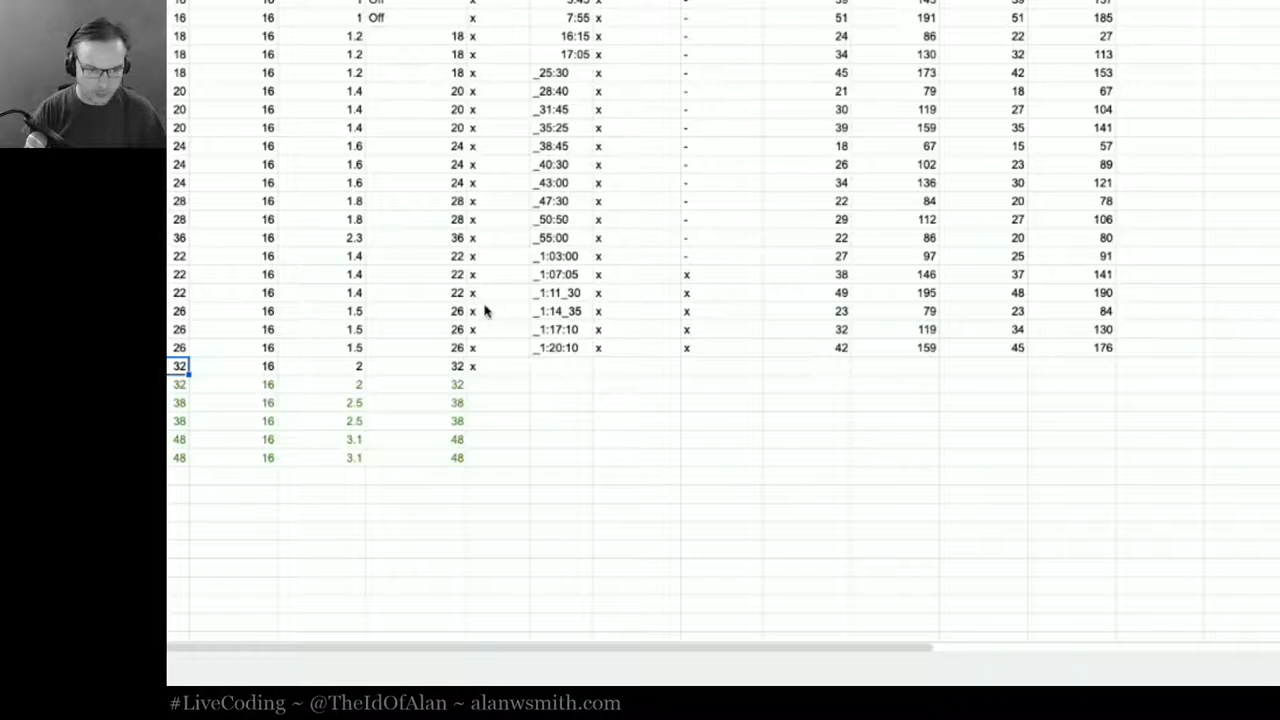 16 16 1 Off x 7:55 x - 51 191 51 185
18 16 1.2 18 x 16:15 x - 24 86 22 27
18 16 1.2 18 x 17:05 x - 34 130 32 113
18 16 1.2 18 x _25:30 x - 45 173 42 153
20 16 1.4 20 x _28:40 x - 21 79 18 67
20 16 1.4 20 x _31:45 x - 30 119 27 104
20 16 1.4 20 x _35:25 x - 39 159 35 141
24 16 1.6 24 x _38:45 x - 18 67 15 57
24 16 1.6 24 x _40:30 x - 26 102 23 89
24 16 1.6 24 x _43:00 x - 34 136 30 121
28 16 1.8 28 x _47:30 x - 22 84 20 78
28 16 1.8 28 x _50:50 x - 29 112 27 106
36 16 2.3 36 x _55:00 x - 22 86 20 80
22 16 1.4 22 x _1:03:00 x - 27 97 25 91
22 16 1.4 22 x _1:07:05 x x 38 146 37 141
22 16 1.4 22 x _1:11_30 x x 49 195 48 190
26 16 1.5 26 x _1:14_35 x x 23 79 23 84
26 16 1.5 26 x _1:17:10 x x 32 119 34 130
26 16 1.5 26 x _1:20:10 x x 42 159 45 176
32 16 2 32 x
32 16 2 32
38 16 2.5 38
38 16 2.5 38
48 16 3.1 48
48 16 3.1 48
#LiveCoding ~ @TheIdOfAlan ~ alanwsmith.com